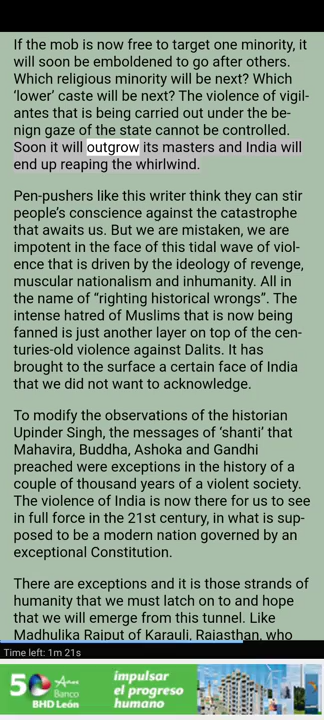 If the mob is now free to target one minority, it
will soon be emboldened to go after others.
Which religious minority will be next? Which
‘lower’ caste will be next? The violence of vigil-
antes that is being carried out under the be-
nign gaze of the state cannot be controlled.
Soon it will outgrow its masters and India will
end up reaping the whirlwind.
Pen-pushers like this writer think they can stir
people’s conscience against the catastrophe
that awaits us. But we are mistaken, we are
impotent in the face of this tidal wave of viol-
ence that is driven by the ideology of revenge,
muscular nationalism and inhumanity. All in
the name of “righting historical wrongs”. The
intense hatred of Muslims that is now being
fanned is just another layer on top of the cen-
turies-old violence against Dalits. It has
brought to the surface a certain face of India
that we did not want to acknowledge.
To modify the observations of the historian
Upinder Singh, the messages of ‘shanti’ that
Mahavira, Buddha, Ashoka and Gandhi
preached were exceptions in the history of a
couple of thousand years of a violent society.
The violence of India is now there for us to see
in full force in the 21st century, in what is sup-
posed to be a modern nation governed by an
exceptional Constitution.
There are exceptions and it is those strands of
humanity that we must latch on to and hope
that we will emerge from this tunnel. Like
Madhulika Rajput of Karauli, Rajasthan, who
Time left: 1m 21s
50 Años
Banco
BHD León
impulsar
el progreso
humano